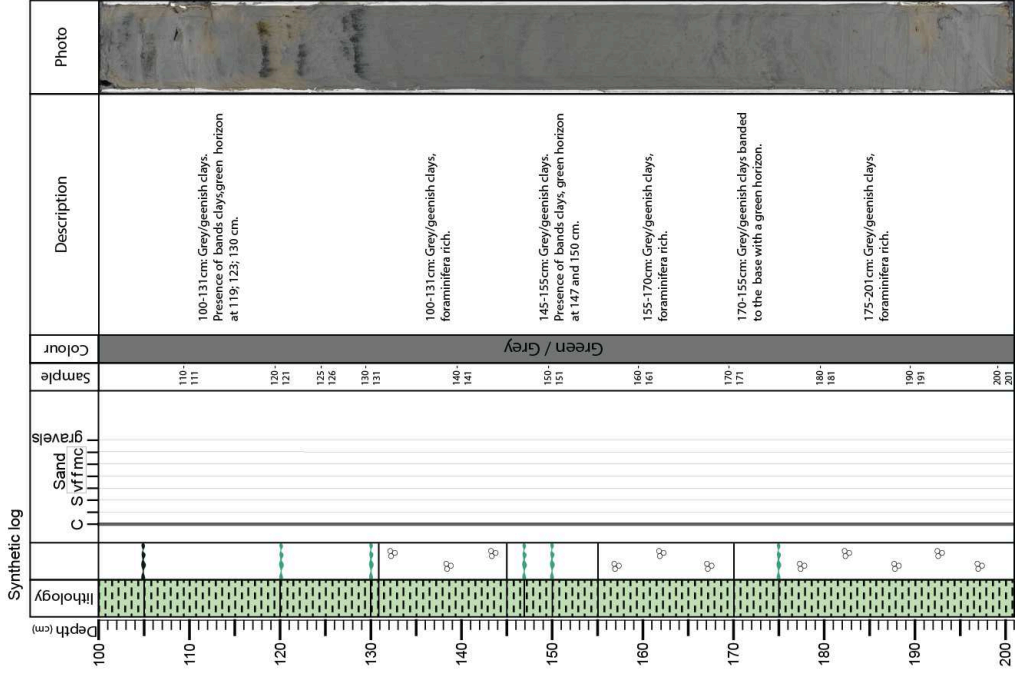 Synthetic log
Depth (cm)
lithology
C S vf f m c gravels
Sand
Sample
Colour
Description
Photo
100
110
120
130
140
150
160
170
180
190
200
110-
111
120-
121
125-
126
130-
131
140-
141
150-
151
160-
161
170-
171
180-
181
190-
191
200-
201
Green / Grey
100-131cm: Grey/geenish clays.
Presence of bands clays,green horizon
at 119; 123; 130 cm.
100-131cm: Grey/geenish clays,
foraminifera rich.
145-155cm: Grey/geenish clays.
Presence of bands clays, green horizon
at 147 and 150 cm.
155-170cm: Grey/geenish clays,
foraminifera rich.
170-155cm: Grey/geenish clays banded
to the base with a green horizon.
175-201cm: Grey/geenish clays,
foraminifera rich.